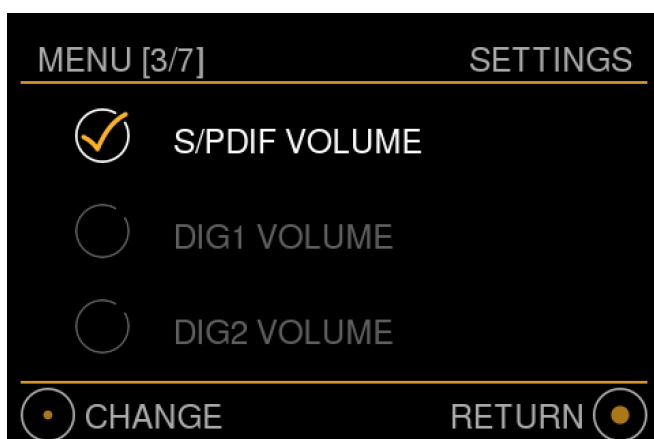 MENU [3/7] SETTINGS
S/PDIF VOLUME
DIG1 VOLUME
DIG2 VOLUME
CHANGE RETURN